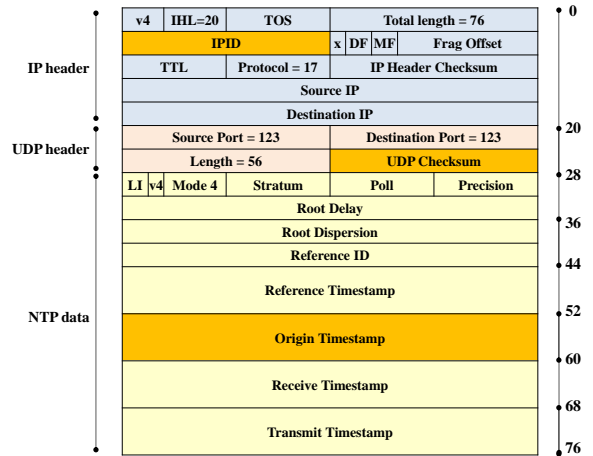 v4 IHL=20 TOS Total length = 76 0
IPID x DF MF Frag Offset
IP header TTL Protocol = 17 IP Header Checksum
Source IP
Destination IP
20
UDP header Source Port = 123 Destination Port = 123
Length = 56 UDP Checksum
28
LI v4 Mode 4 Stratum Poll Precision
Root Delay
36
Root Dispersion
Reference ID
44
Reference Timestamp
52
NTP data
Origin Timestamp
60
Receive Timestamp
68
Transmit Timestamp
76